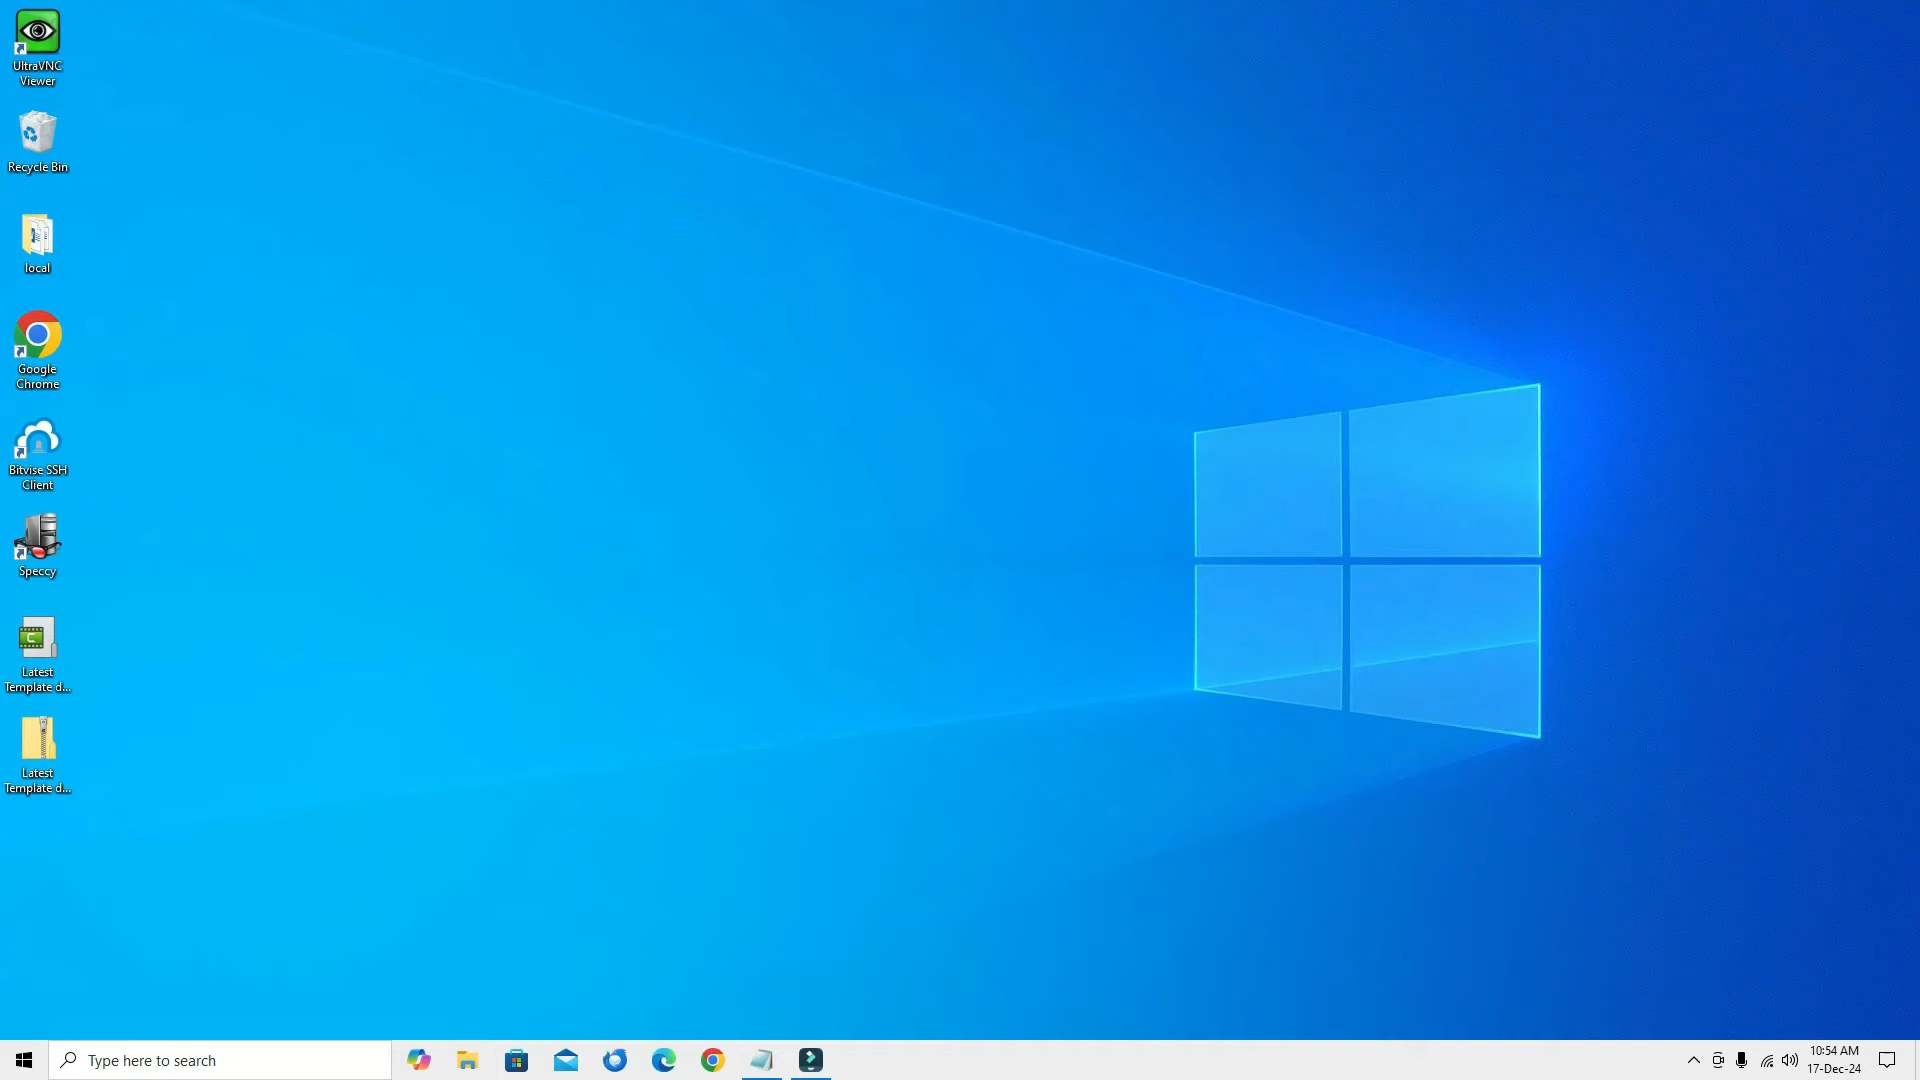 UltraVNC
Viewer
Recycle Bin
local
Google
Chrome
Bitvise SSH
Client
Speccy
Latest
Template d...
Latest
Template d...
Type here to search
10:54 AM
17-Dec-24